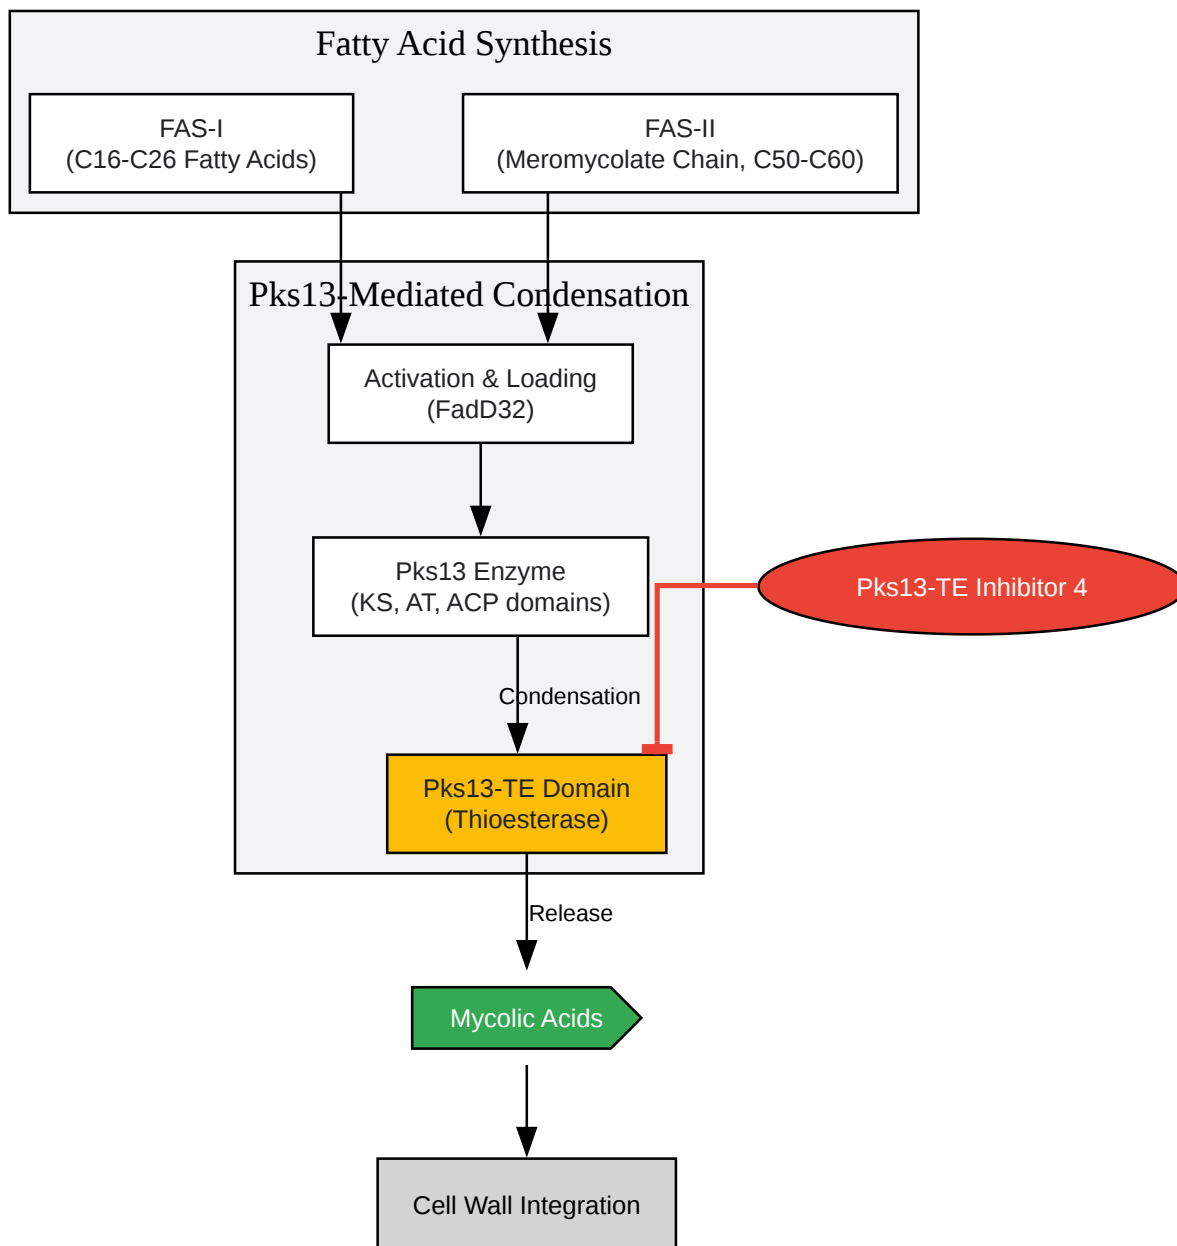 Fatty Acid Synthesis
FAS-I
(C16-C26 Fatty Acids)
FAS-II
(Meromycolate Chain, C50-C60)
Pks13-Mediated Condensation
Activation & Loading
(FadD32)
Pks13 Enzyme
(KS, AT, ACP domains)
Pks13-TE Inhibitor 4
Condensation
Pks13-TE Domain
(Thioesterase)
Release
Mycolic Acids
Cell Wall Integration